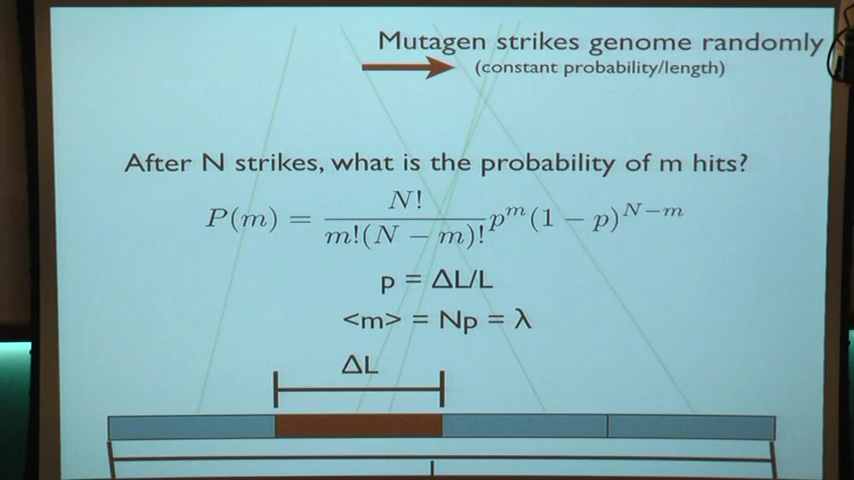 Mutagen strikes genome randomly
(constant probability/length)
After N strikes, what is the probability of m hits?
P(m) = \frac{N!}{m!(N − m)!} p^m (1 − p)^{N−m}
p = ΔL/L
<m> = Np = λ
ΔL